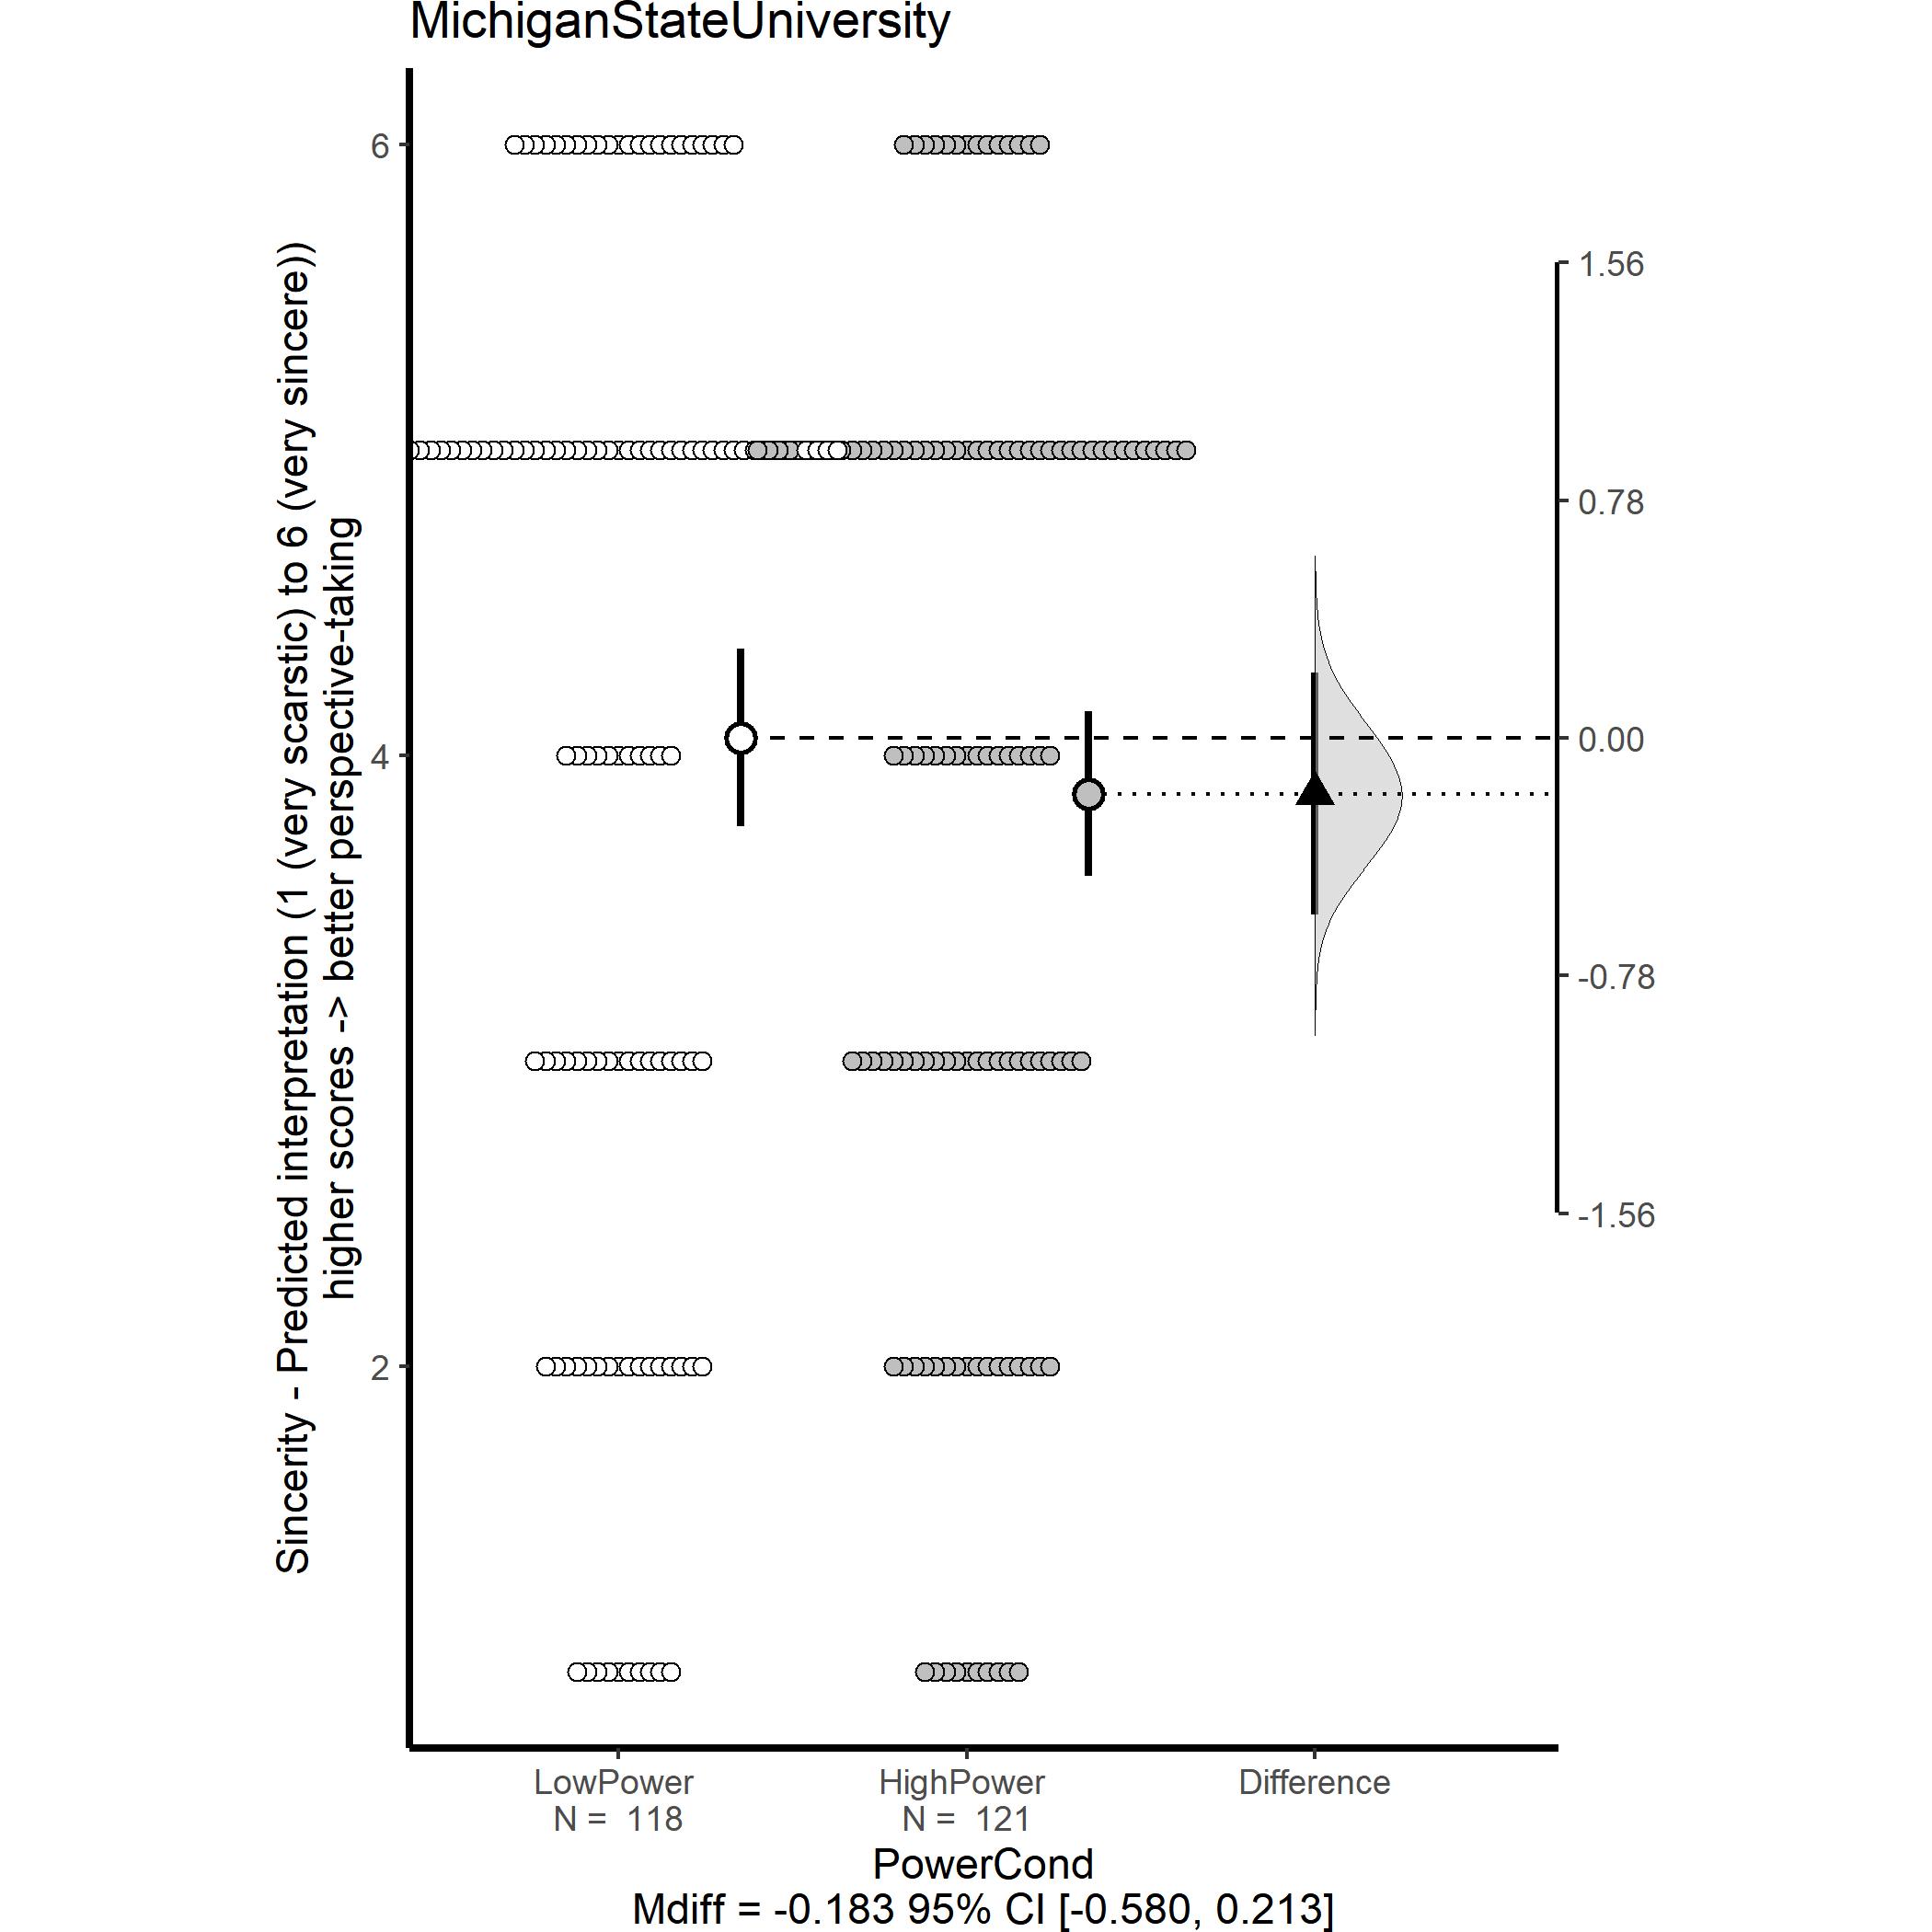 MichiganStateUniversity
Sincerity - Predicted interpretation (1 (very scarstic) to 6 (very sincere))
higher scores -> better perspective-taking
6
4
2
1.56
0.78
0.00
-0.78
-1.56
LowPower
N = 118
HighPower
N = 121
Difference
PowerCond
Mdiff = -0.183 95% CI [-0.580, 0.213]